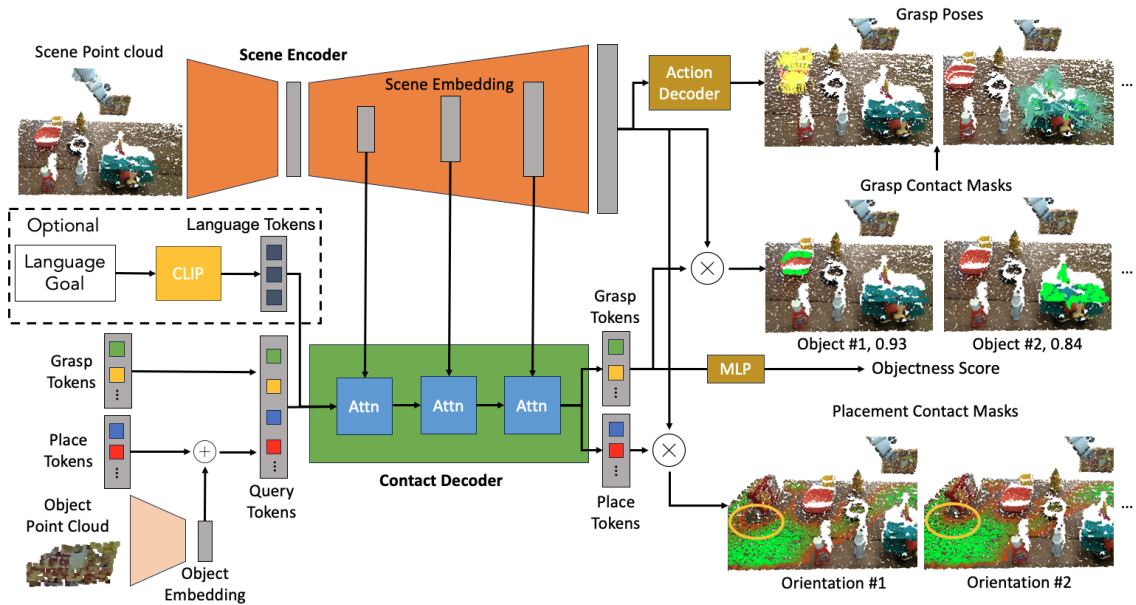 Scene Point cloud
Scene Encoder
Scene Embedding
Action
Decoder
Grasp Poses
...
Grasp Contact Masks
Optional
Language
Goal
CLIP
Language Tokens
Grasp
Tokens
Place
Tokens
Query
Tokens
Object
Point Cloud
Object
Embedding
Attn
Attn
Attn
Contact Decoder
Grasp
Tokens
Place
Tokens
...
Object #1, 0.93
Object #2, 0.84
MLP
Objectness Score
Placement Contact Masks
...
Orientation #1
Orientation #2